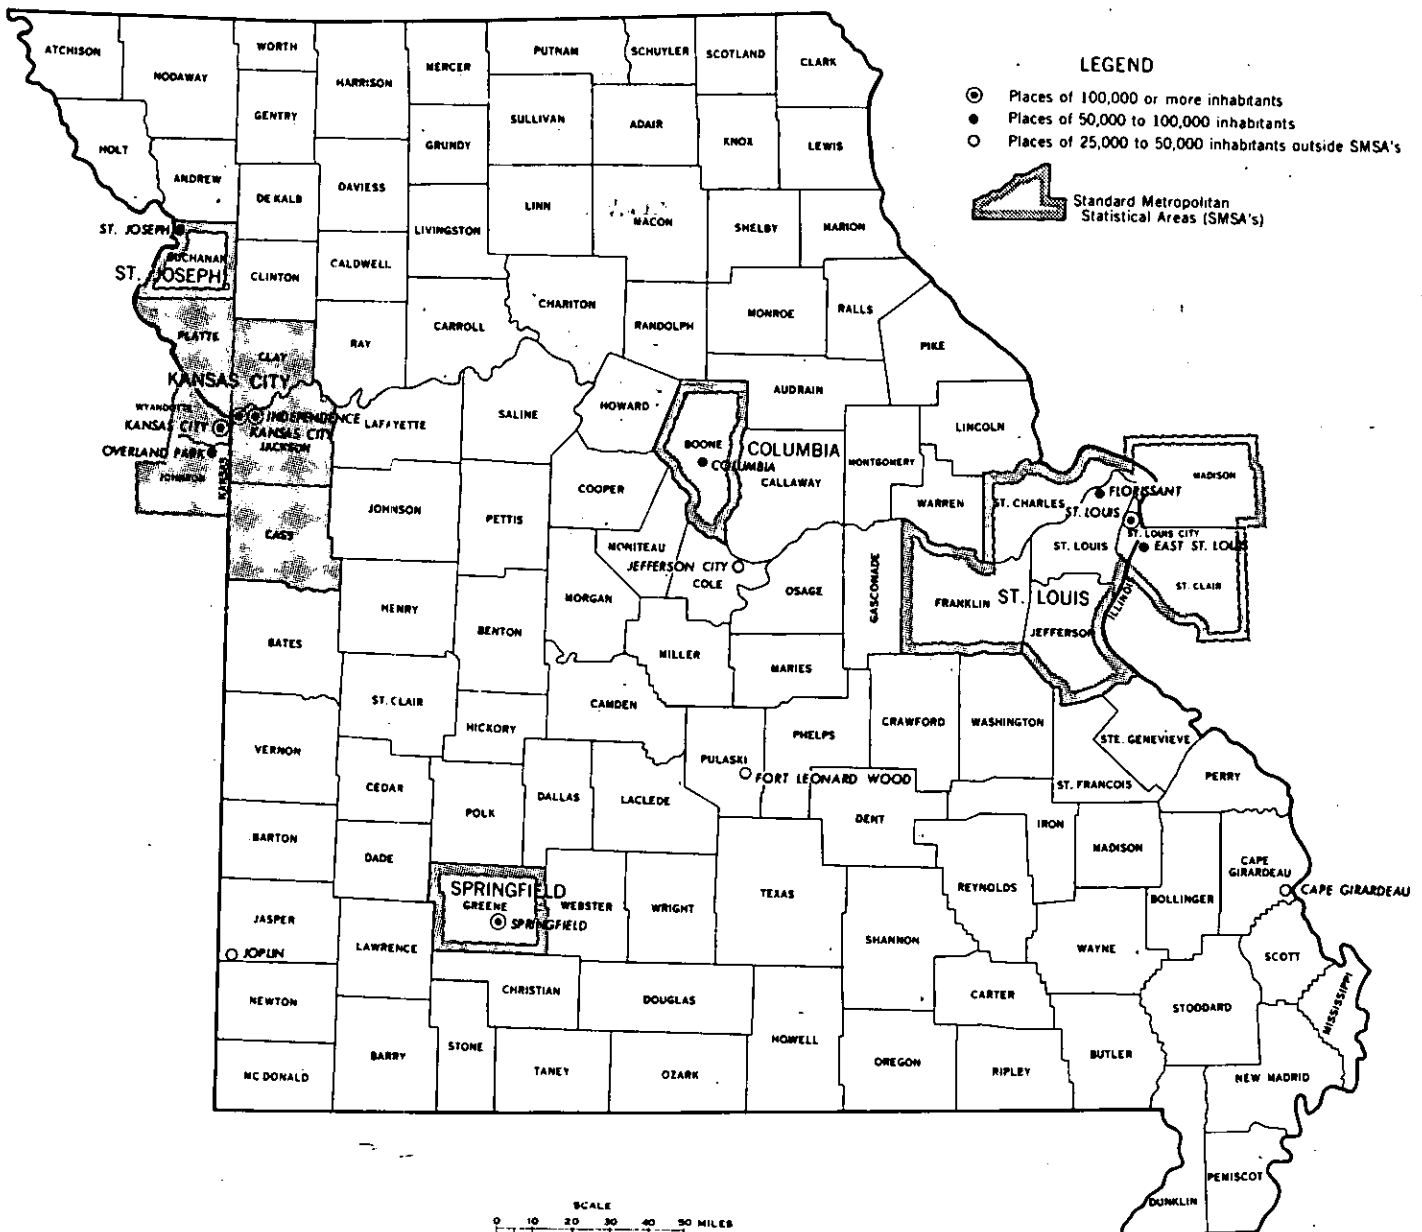 LEGEND
Places of 100,000 or more inhabitants
Places of 50,000 to 100,000 inhabitants
Places of 25,000 to 50,000 inhabitants outside SMSA's
Standard Metropolitan
Statistical Areas (SMSA's)
ATCHISON
NODAWAY
WORTH
HARRISON
MERCER
PUTNAM
SCHUYLER
SCOTLAND
CLARK
GENTRY
SULLIVAN
ADAIR
KNOX
LEWIS
HOLT
ANDREW
DE KALB
DAVIESS
GRUNDY
LINN
MACON
SHELBY
MARION
LIVINGSTON
ST. JOSEPH
BUCHANAN
ST. JOSEPH
CLINTON
CALDWELL
CARROLL
CHARITON
RANDOLPH
MONROE
RALLS
PIKE
PLATTE
CLAY
RAY
KANSAS CITY
AUDRAIN
WYANDOTTE
INDEPENDENCE
KANSAS CITY
KANSAS CITY
LAFAYETTE
SALINE
HOWARD
LINCOLN
OVERLAND PARK
JACKSON
JOHNSON
KANSAS
BOONE
COLUMBIA
COLUMBIA
CALLAWAY
MONTGOMERY
WARREN
ST. CHARLES
FLORISSANT
MADISON
ST. LOUIS
ST. LOUIS CITY
ST. LOUIS
EAST ST. LOUIS
ST. CLAIR
COOPER
JOHNSON
PETTIS
CASS
MONITEAU
JEFFERSON CITY
COLE
OSAGE
GASCONADE
FRANKLIN
ST. LOUIS
JEFFERSON
ILLINOIS
HENRY
BENTON
MORGAN
MILLER
MARIES
BATES
ST. CLAIR
HICKORY
CAMDEN
PULASKI
PHELPS
CRAWFORD
WASHINGTON
STE. GENEVIEVE
ST. FRANCOIS
PERRY
VERNON
CEDAR
POLK
DALLAS
LACLEDE
FORT LEONARD WOOD
DENT
IRON
MADISON
CAPE
GIRARDEAU
CAPE GIRARDEAU
BARTON
DADE
SPRINGFIELD
GREENE
SPRINGFIELD
WEBSTER
WRIGHT
TEXAS
REYNOLDS
BOLLINGER
JASPER
JOPLIN
LAWRENCE
SHANNON
WAYNE
SCOTT
MISSISSIPPI
NEWTON
CHRISTIAN
DOUGLAS
CARTER
STODDARD
MC DONALD
BARRY
STONE
TANEY
OZARK
HOWELL
OREGON
RIPLEY
BUTLER
NEW MADRID
DUNKLIN
PEMISCOT
SCALE
0 10 20 30 40 50 MILES